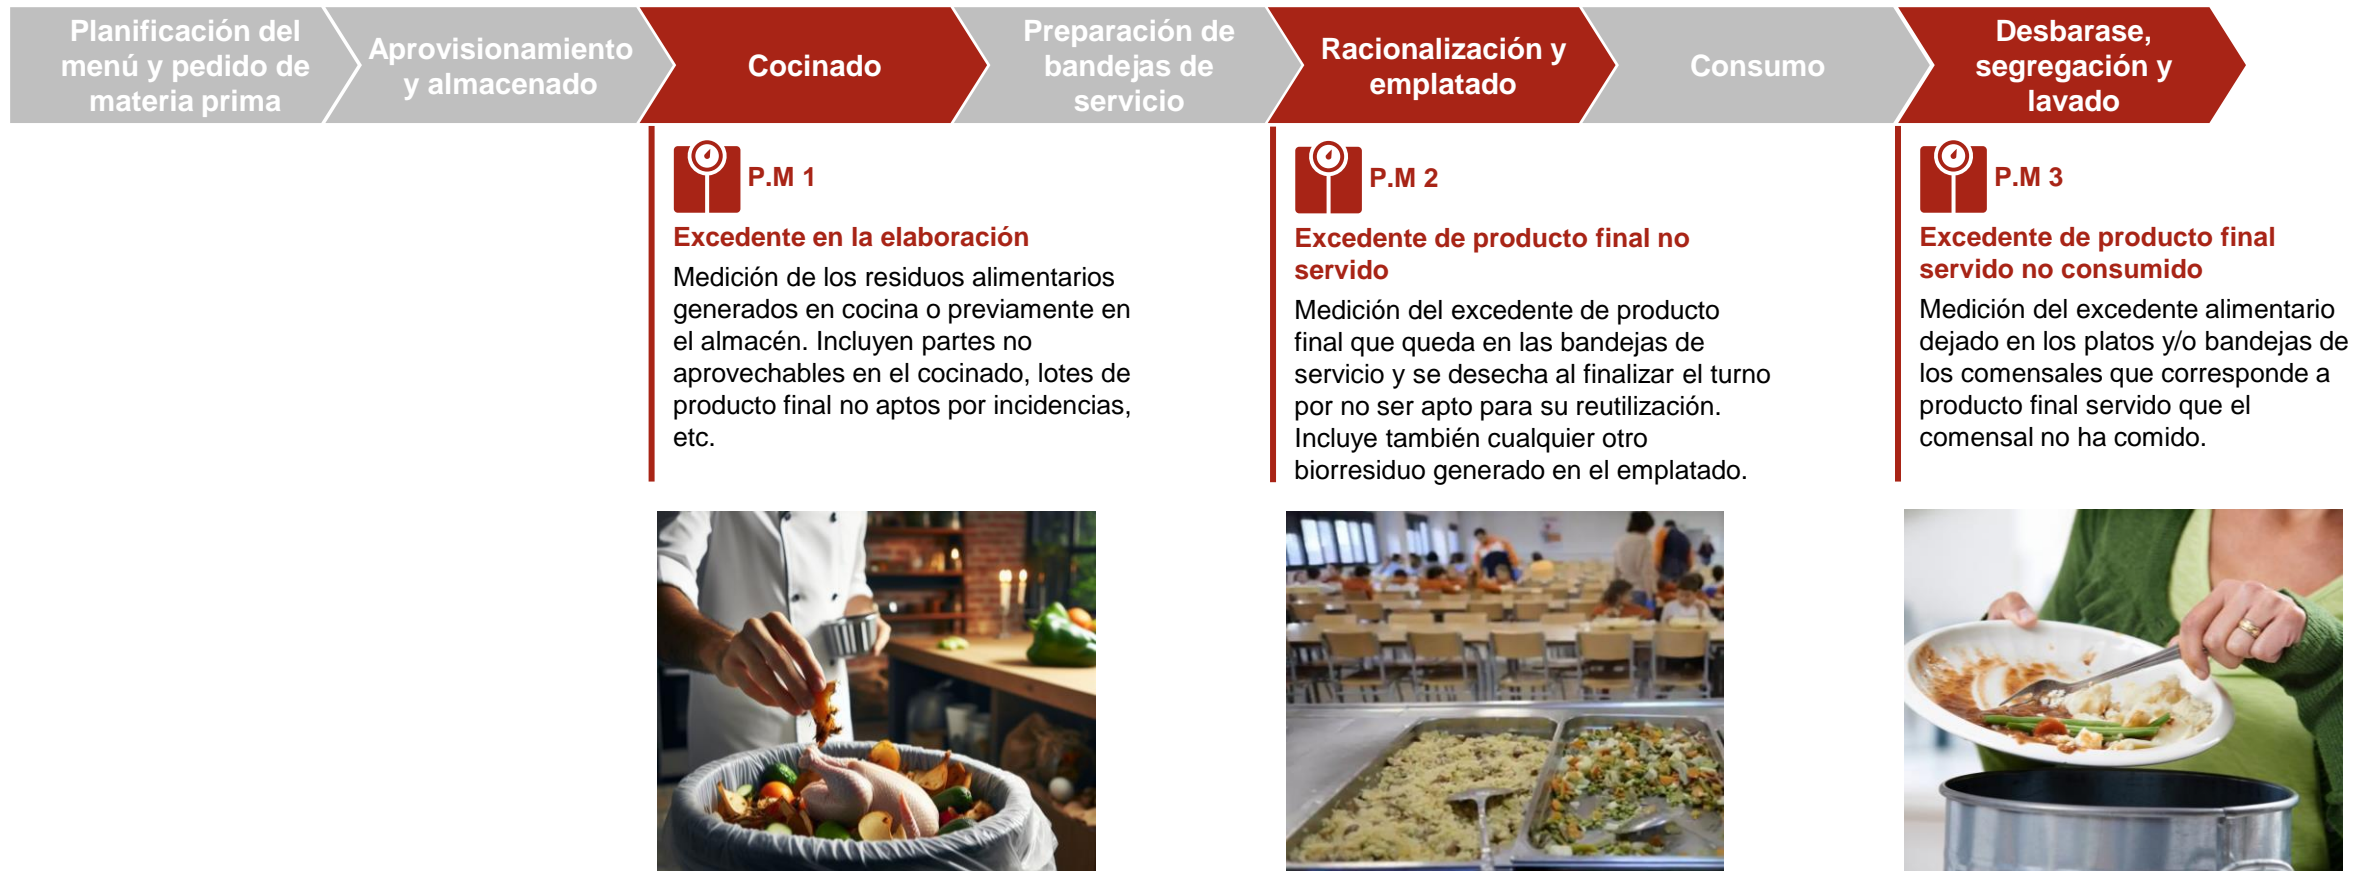 Planificación del
menú y pedido de
materia prima
Aprovisionamiento
y almacenado
Cocinado
Preparación de
bandejas de
servicio
Racionalización y
emplatado
Consumo
Desbarase,
segregación y
lavado
P.M 1
Excedente en la elaboración
Medición de los residuos alimentarios
generados en cocina o previamente en
el almacén. Incluyen partes no
aprovechables en el cocinado, lotes de
producto final no aptos por incidencias,
etc.
P.M 2
Excedente de producto final no
servido
Medición del excedente de producto
final que queda en las bandejas de
servicio y se desecha al finalizar el turno
por no ser apto para su reutilización.
Incluye también cualquier otro
biorresiduo generado en el emplatado.
P.M 3
Excedente de producto final
servido no consumido
Medición del excedente alimentario
dejado en los platos y/o bandejas de
los comensales que corresponde a
producto final servido que el
comensal no ha comido.